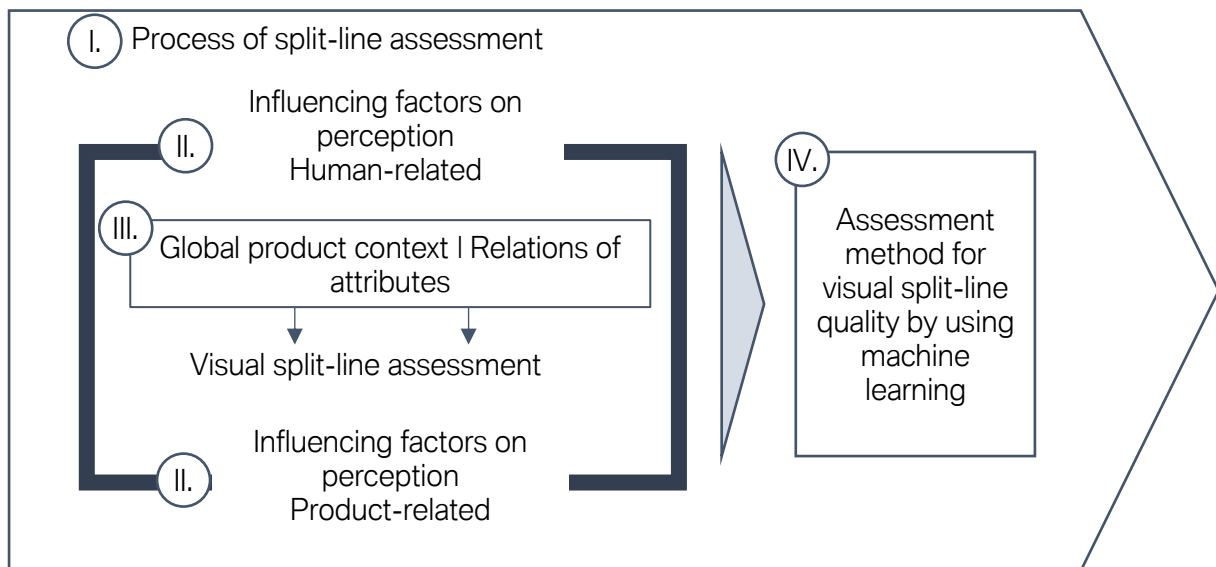 I. Process of split-line assessment
II.
Influencing factors on
perception
Human-related
III.
Global product context I Relations of
attributes
Visual split-line assessment
II.
Influencing factors on
perception
Product-related
IV.
Assessment
method for
visual split-line
quality by using
machine
learning